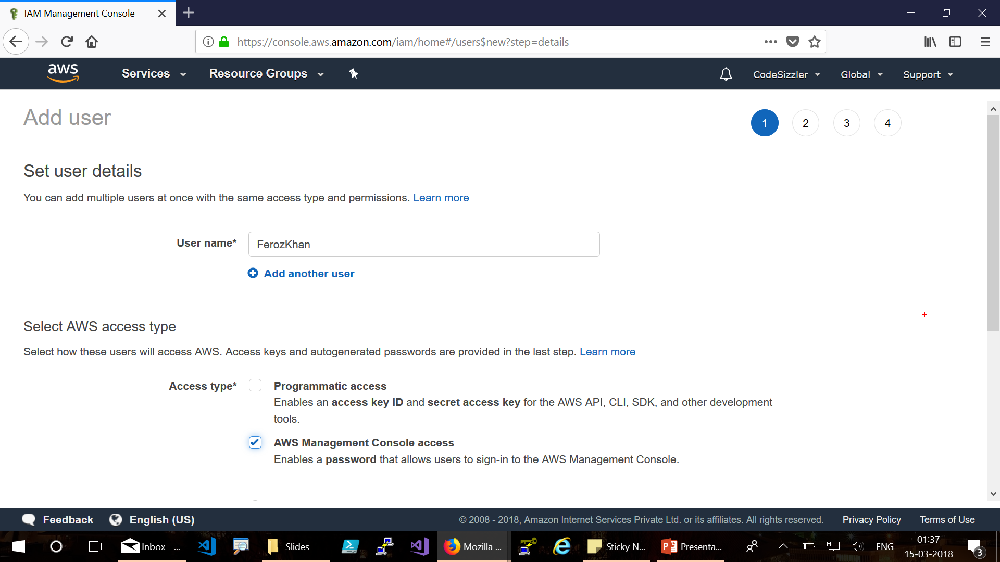 IAM Management Console
https://console.aws.amazon.com/iam/home#/users$new?step=details
aws
Services
Resource Groups
CodeSizzler
Global
Support
Add user
1
2
3
4
Set user details
You can add multiple users at once with the same access type and permissions. Learn more
User name*
FerozKhan
Add another user
Select AWS access type
Select how these users will access AWS. Access keys and autogenerated passwords are provided in the last step. Learn more
Access type*
Programmatic access
Enables an access key ID and secret access key for the AWS API, CLI, SDK, and other development
tools.
AWS Management Console access
Enables a password that allows users to sign-in to the AWS Management Console.
Feedback
English (US)
© 2008 - 2018, Amazon Internet Services Private Ltd. or its affiliates. All rights reserved.
Privacy Policy
Terms of Use
Inbox - ...
Slides
Mozilla ...
Sticky N...
Presenta...
ENG
01:37
15-03-2018
3